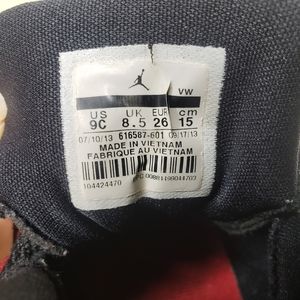 VW
US UK EUR cm
9C 8.5 26 15
07/10/13 616587-601 09/17/13
MADE IN VIETNAM
FABRIQUE AU VIETNAM
104424470